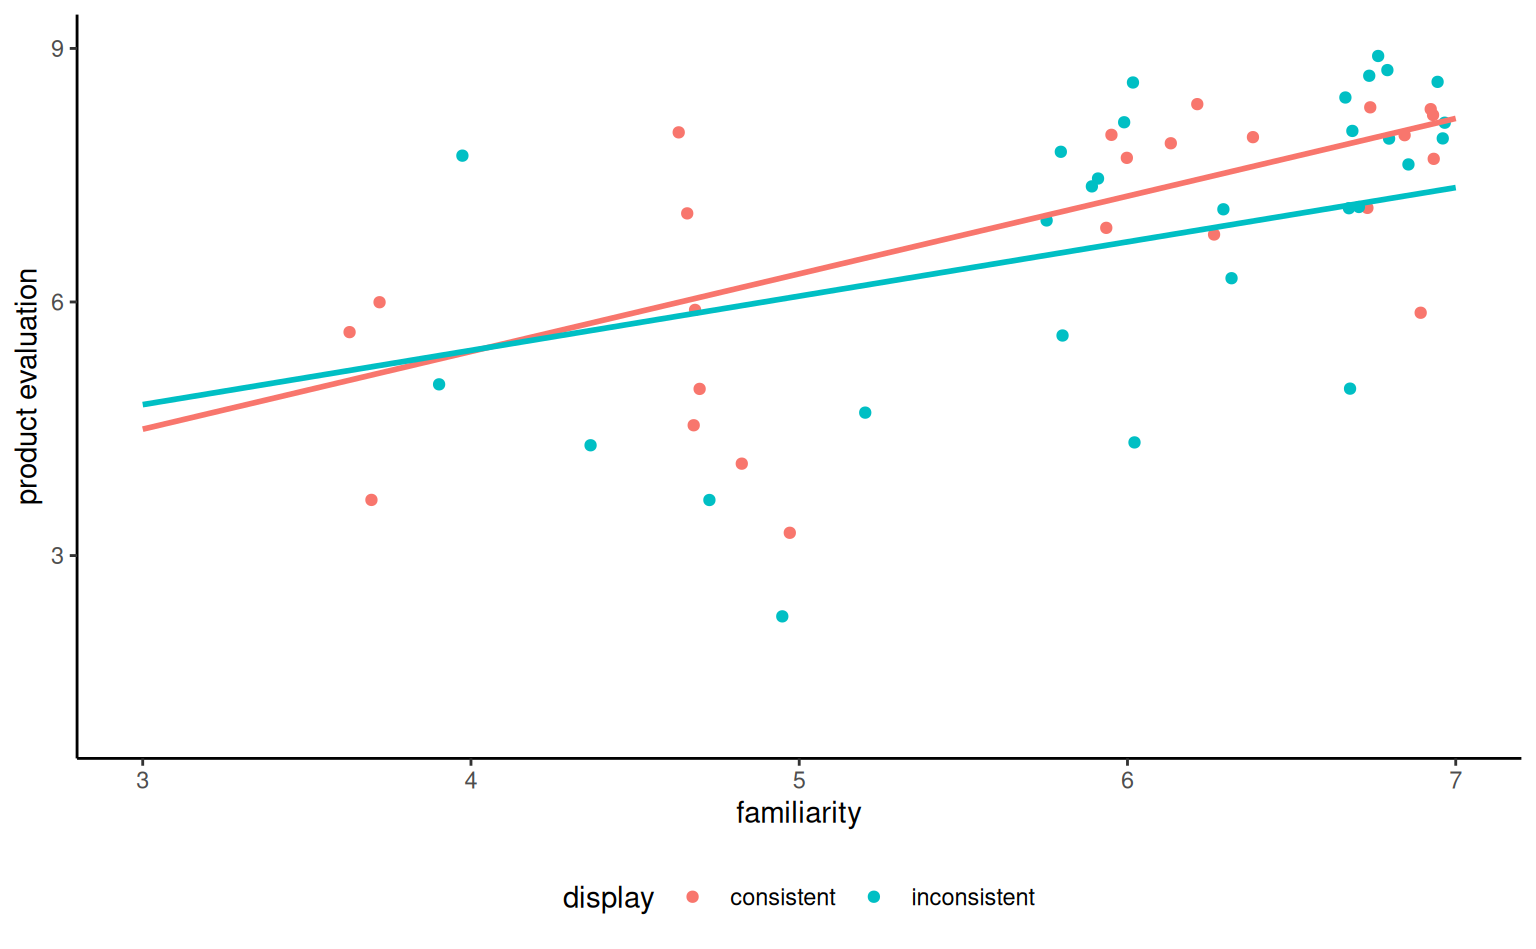 9
6
3
product evaluation
3 4 5 6 7
familiarity
display consistent inconsistent